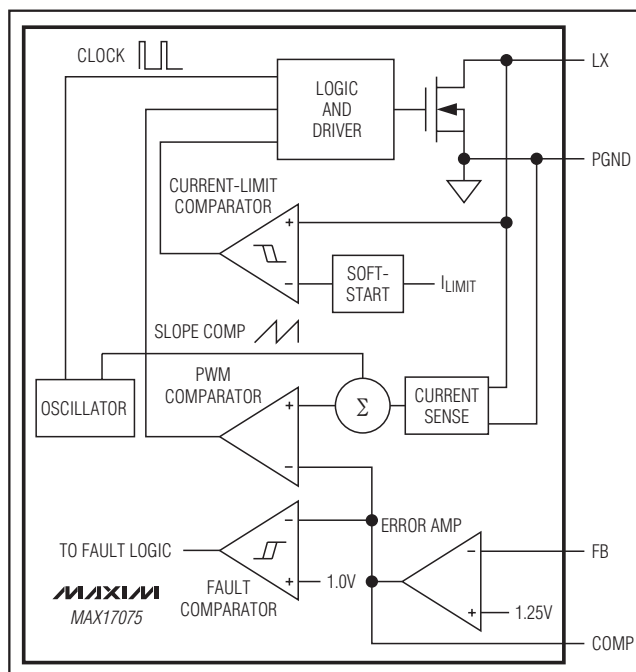 CLOCK
LOGIC
AND
DRIVER
LX
PGND
CURRENT-LIMIT
COMPARATOR
+
−
SOFT-
START
ILIMIT
SLOPE COMP
PWM
COMPARATOR
OSCILLATOR
+
−
Σ
CURRENT
SENSE
ERROR AMP
TO FAULT LOGIC
−
+
1.0V
FAULT
COMPARATOR
−
+
FB
1.25V
COMP
MAXIM
MAX17075